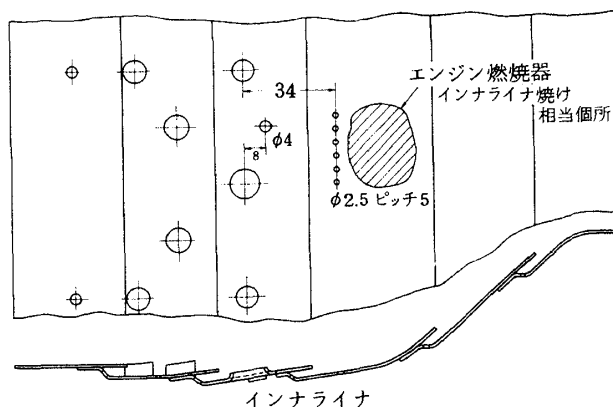 エンジン燃焼器
インナライナ焼け
相当個所
34
φ4
8
φ2.5 ピッチ5
インナライナ